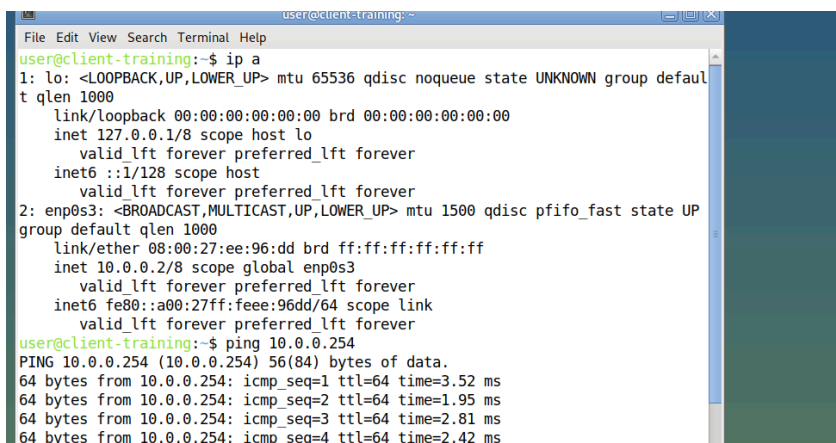 user@client-training: ~
File Edit View Search Terminal Help
user@client-training:~$ ip a
1: lo: <LOOPBACK,UP,LOWER_UP> mtu 65536 qdisc noqueue state UNKNOWN group defaul
t qlen 1000
    link/loopback 00:00:00:00:00:00 brd 00:00:00:00:00:00
    inet 127.0.0.1/8 scope host lo
       valid_lft forever preferred_lft forever
    inet6 ::1/128 scope host
       valid_lft forever preferred_lft forever
2: enp0s3: <BROADCAST,MULTICAST,UP,LOWER_UP> mtu 1500 qdisc pfifo_fast state UP
group default qlen 1000
    link/ether 08:00:27:ee:96:dd brd ff:ff:ff:ff:ff:ff
    inet 10.0.0.2/8 scope global enp0s3
       valid_lft forever preferred_lft forever
    inet6 fe80::a00:27ff:feee:96dd/64 scope link
       valid_lft forever preferred_lft forever
user@client-training:~$ ping 10.0.0.254
PING 10.0.0.254 (10.0.0.254) 56(84) bytes of data.
64 bytes from 10.0.0.254: icmp_seq=1 ttl=64 time=3.52 ms
64 bytes from 10.0.0.254: icmp_seq=2 ttl=64 time=1.95 ms
64 bytes from 10.0.0.254: icmp_seq=3 ttl=64 time=2.81 ms
64 bytes from 10.0.0.254: icmp_seq=4 ttl=64 time=2.42 ms